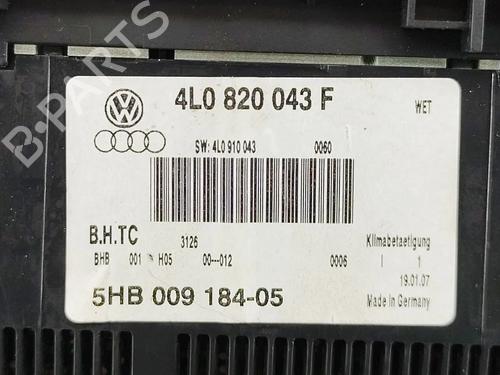 4L0 820 043 F
WET
SW: 4L0 910 043 0060
B.H.TC 3126 Klimabetaetigung
BHB 001 H05 00---012 0006 I 1
19.01.07
5HB 009 184-05 Made in Germany
B-PARTS